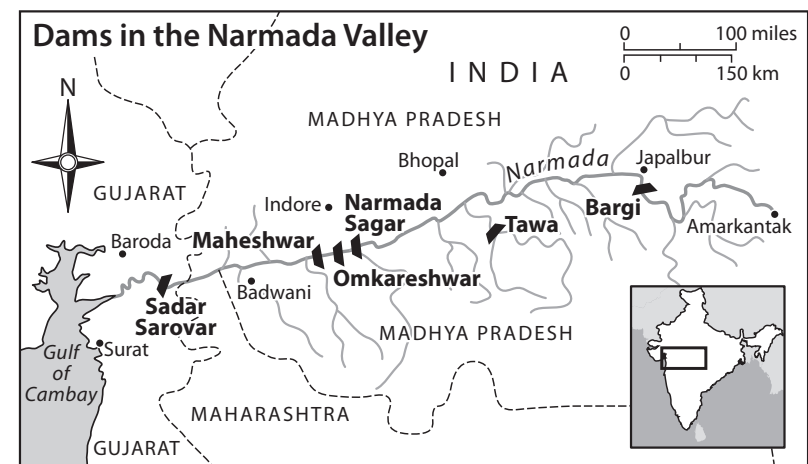 Dams in the Narmada Valley
0 100 miles
0 150 km
N
INDIA
MADHYA PRADESH
Bhopal
Narmada
Japalbur
GUJARAT
Indore
Narmada
Sagar
Bargi
Tawa
Amarkantak
Baroda
Maheshwar
Omkareshwar
Badwani
Sadar
Sarovar
MADHYA PRADESH
Surat
Gulf
of
Cambay
MAHARASHTRA
GUJARAT